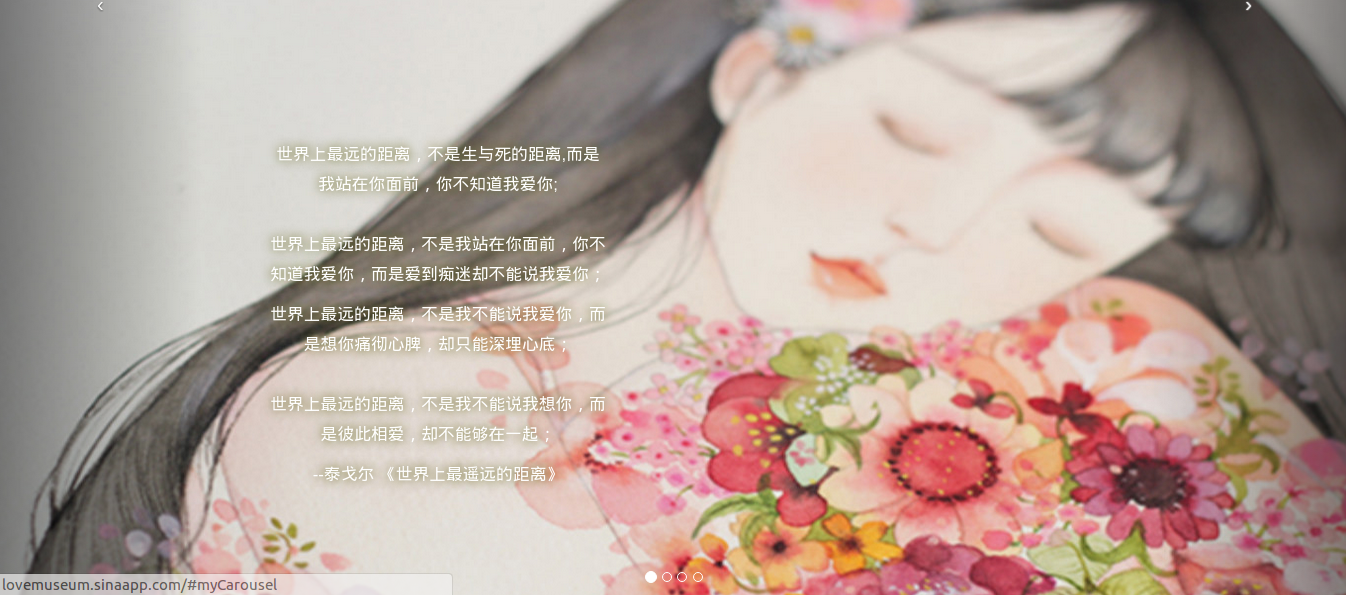 世界上最远的距离，不是生与死的距离,而是
我站在你面前，你不知道我爱你;
世界上最远的距离，不是我站在你面前，你不
知道我爱你，而是爱到痴迷却不能说我爱你；
世界上最远的距离，不是我不能说我爱你，而
是想你痛彻心脾，却只能深埋心底；
世界上最远的距离，不是我不能说我想你，而
是彼此相爱，却不能够在一起；
--泰戈尔 《世界上最遥远的距离》
lovemuseum.sinaapp.com/#myCarousel